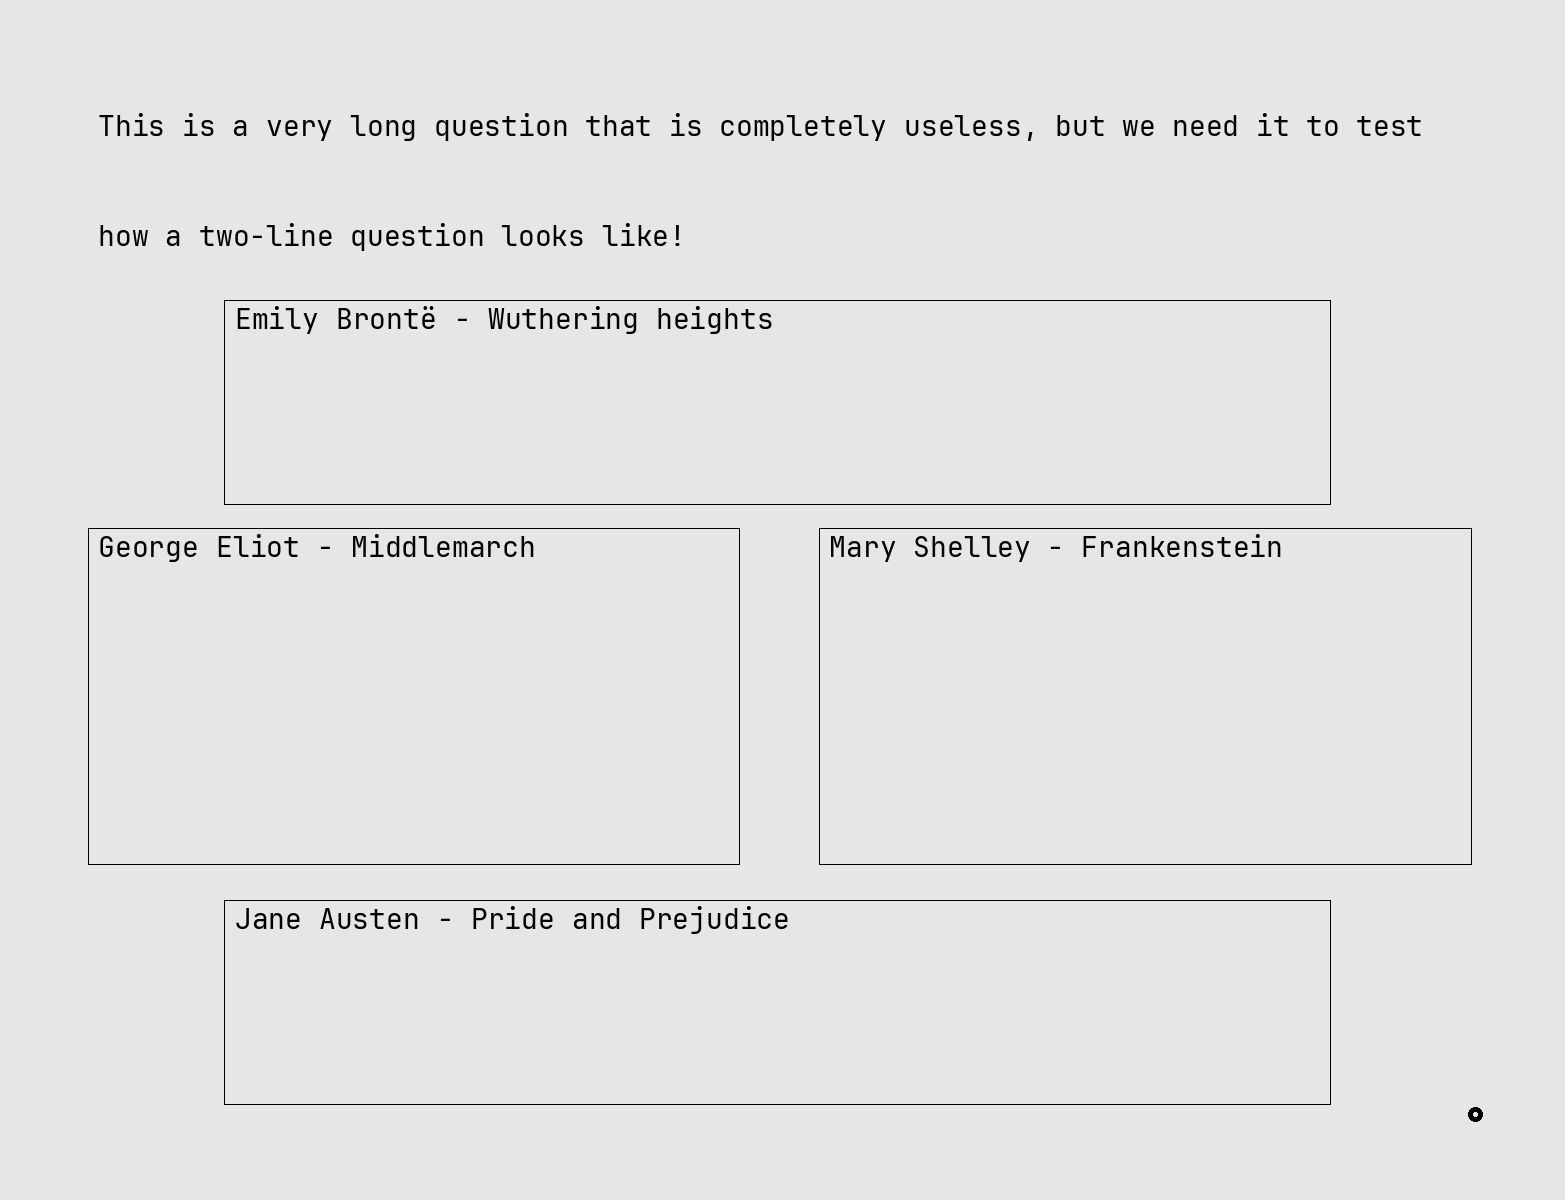 This is a very long question that is completely useless, but we need it to test
how a two-line question looks like!
Emily Brontë - Wuthering heights
George Eliot - Middlemarch
Mary Shelley - Frankenstein
Jane Austen - Pride and Prejudice